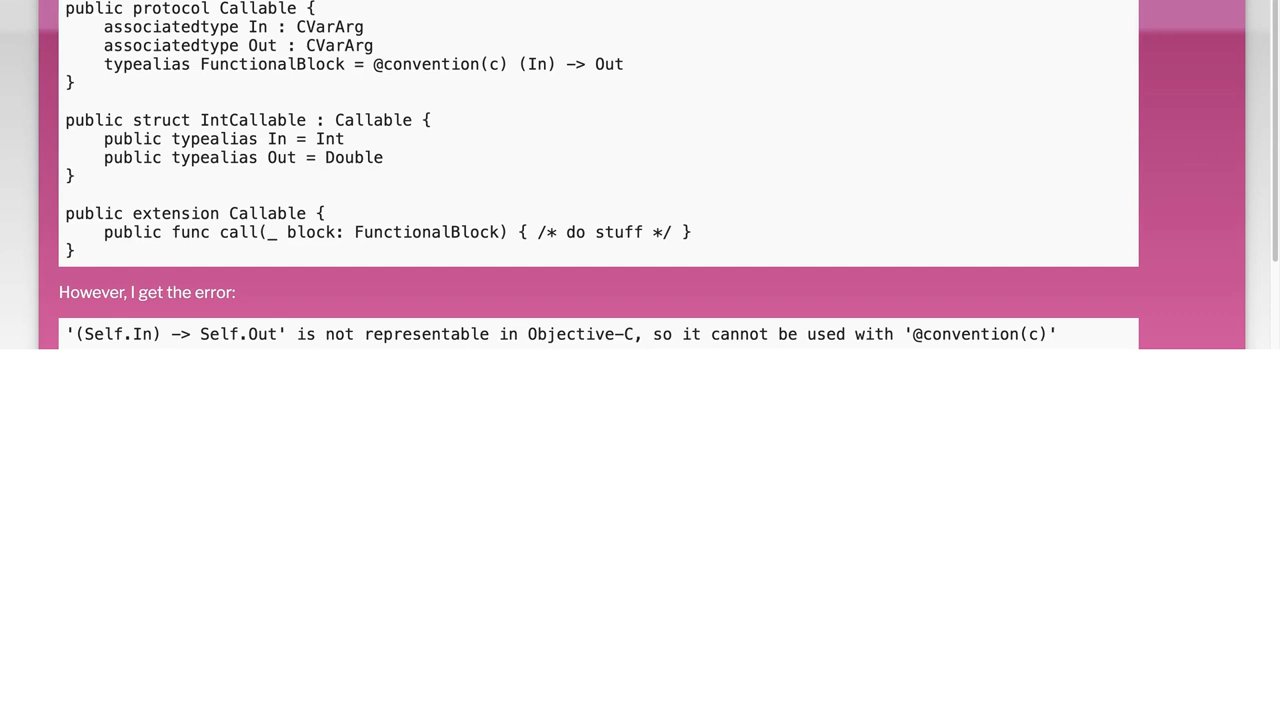 public protocol Callable {
    associatedtype In : CVarArg
    associatedtype Out : CVarArg
    typealias FunctionalBlock = @convention(c) (In) -> Out
}
public struct IntCallable : Callable {
    public typealias In = Int
    public typealias Out = Double
}
public extension Callable {
    public func call(_ block: FunctionalBlock) { /* do stuff */ }
}
However, I get the error:
'(Self.In) -> Self.Out' is not representable in Objective-C, so it cannot be used with '@convention(c)'